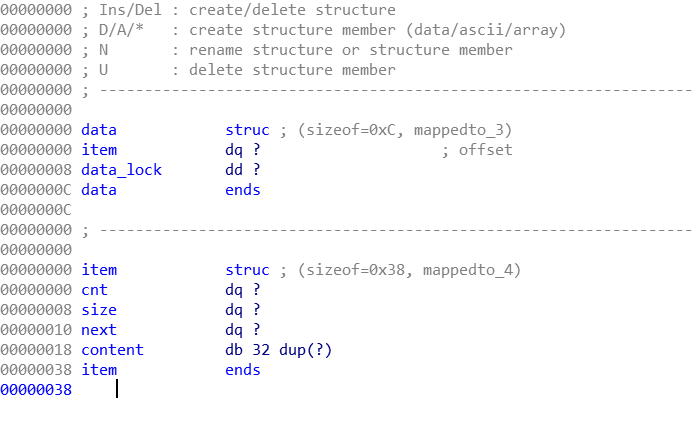 00000000 ; Ins/Del : create/delete structure
00000000 ; D/A/*   : create structure member (data/ascii/array)
00000000 ; N       : rename structure or structure member
00000000 ; U       : delete structure member
00000000 ; ------------------------------------------------------------------
00000000
00000000 data            struc ; (sizeof=0xC, mappedto_3)
00000000 item            dq ?                    ; offset
00000008 data_lock       dd ?
0000000C data            ends
0000000C
00000000 ; ------------------------------------------------------------------
00000000
00000000 item            struc ; (sizeof=0x38, mappedto_4)
00000000 cnt             dq ?
00000008 size            dq ?
00000010 next            dq ?
00000018 content         db 32 dup(?)
00000038 item            ends
00000038